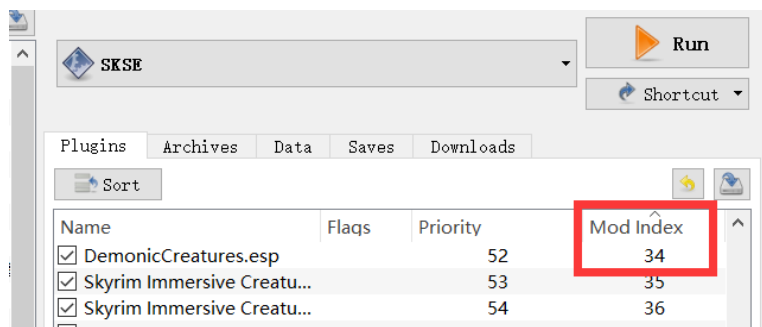 SKSE
Run
Shortcut
Plugins Archives Data Saves Downloads
Sort
Name Flags Priority Mod Index
DemonicCreatures.esp 52 34
Skyrim Immersive Creatu... 53 35
Skyrim Immersive Creatu... 54 36